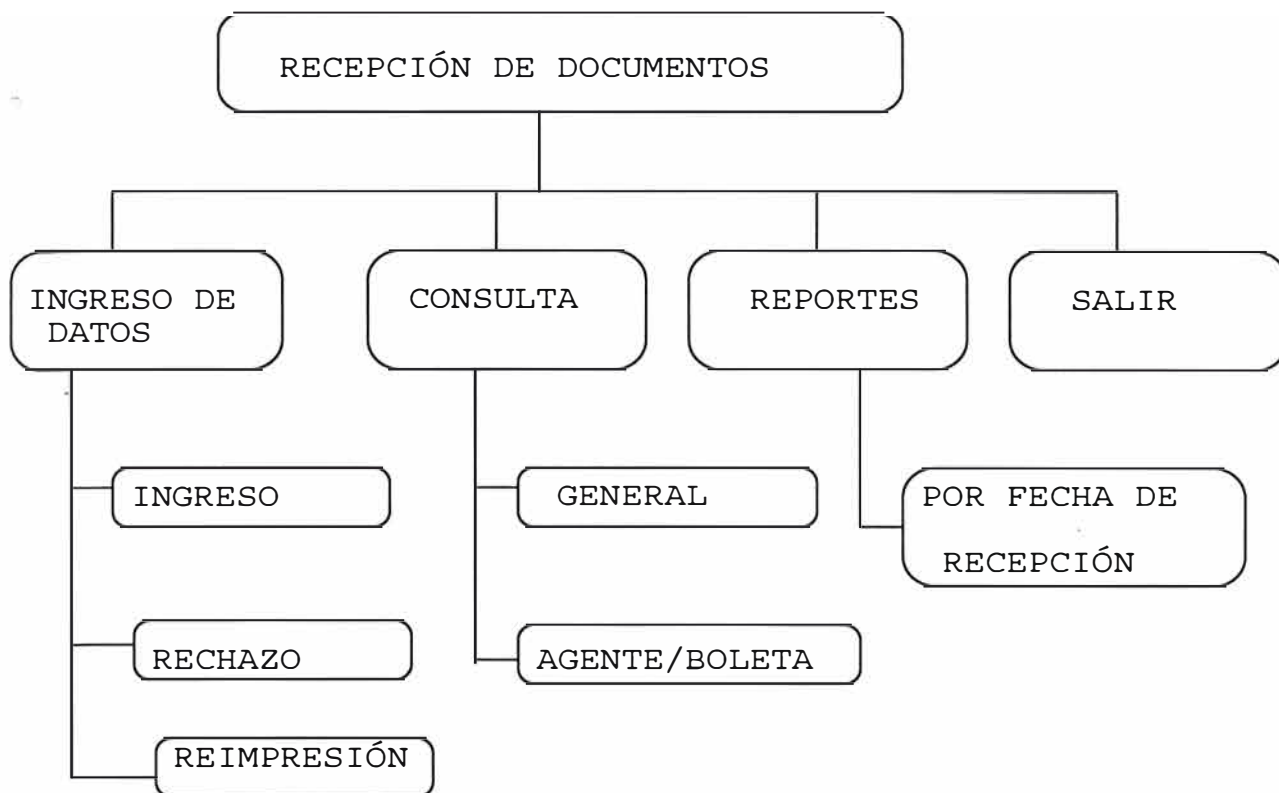 RECEPCIÓN DE DOCUMENTOS
INGRESO DE
DATOS
CONSULTA
REPORTES
SALIR
INGRESO
GENERAL
POR FECHA DE
RECEPCIÓN
RECHAZO
AGENTE/BOLETA
REIMPRESIÓN